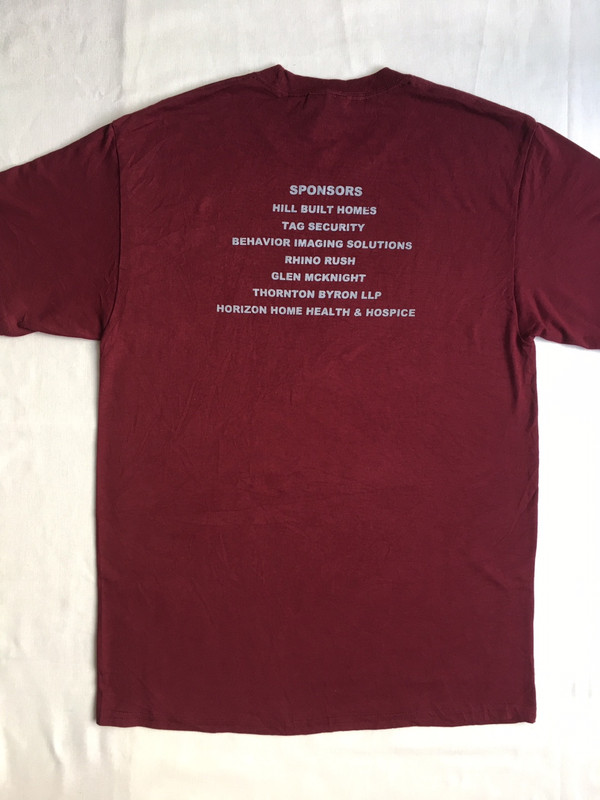 SPONSORS
HILL BUILT HOMES
TAG SECURITY
BEHAVIOR IMAGING SOLUTIONS
RHINO RUSH
GLEN MCKNIGHT
THORNTON BYRON LLP
HORIZON HOME HEALTH & HOSPICE